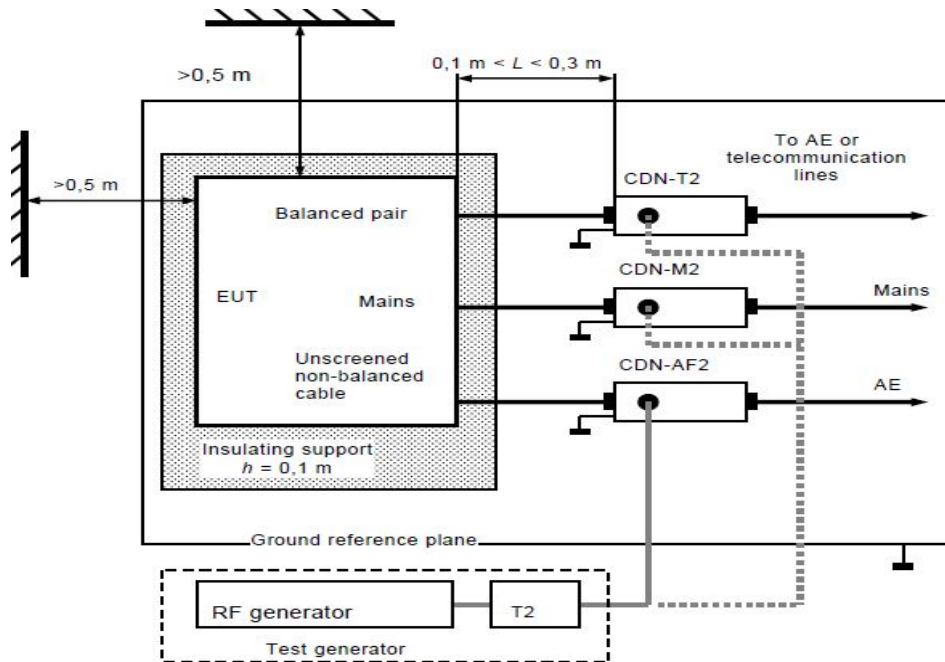 >0,5 m
0,1 m < L < 0,3 m
>0,5 m
To AE or
telecommunication
lines
CDN-T2
Balanced pair
CDN-M2
EUT
Mains
Mains
Unscreened
non-balanced
cable
CDN-AF2
AE
Insulating support
h = 0,1 m
Ground reference plane
RF generator
T2
Test generator